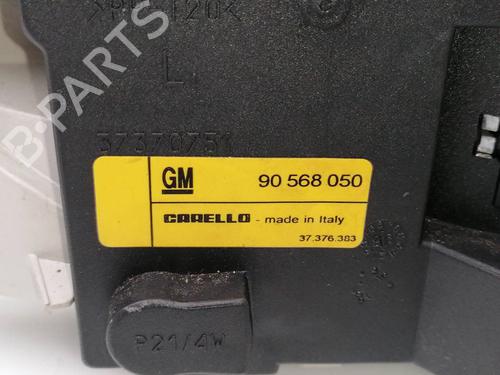 L
37370751
GM 90 568 050
CARELLO - made in Italy
37.376.383
P21/4W
B-PARTS